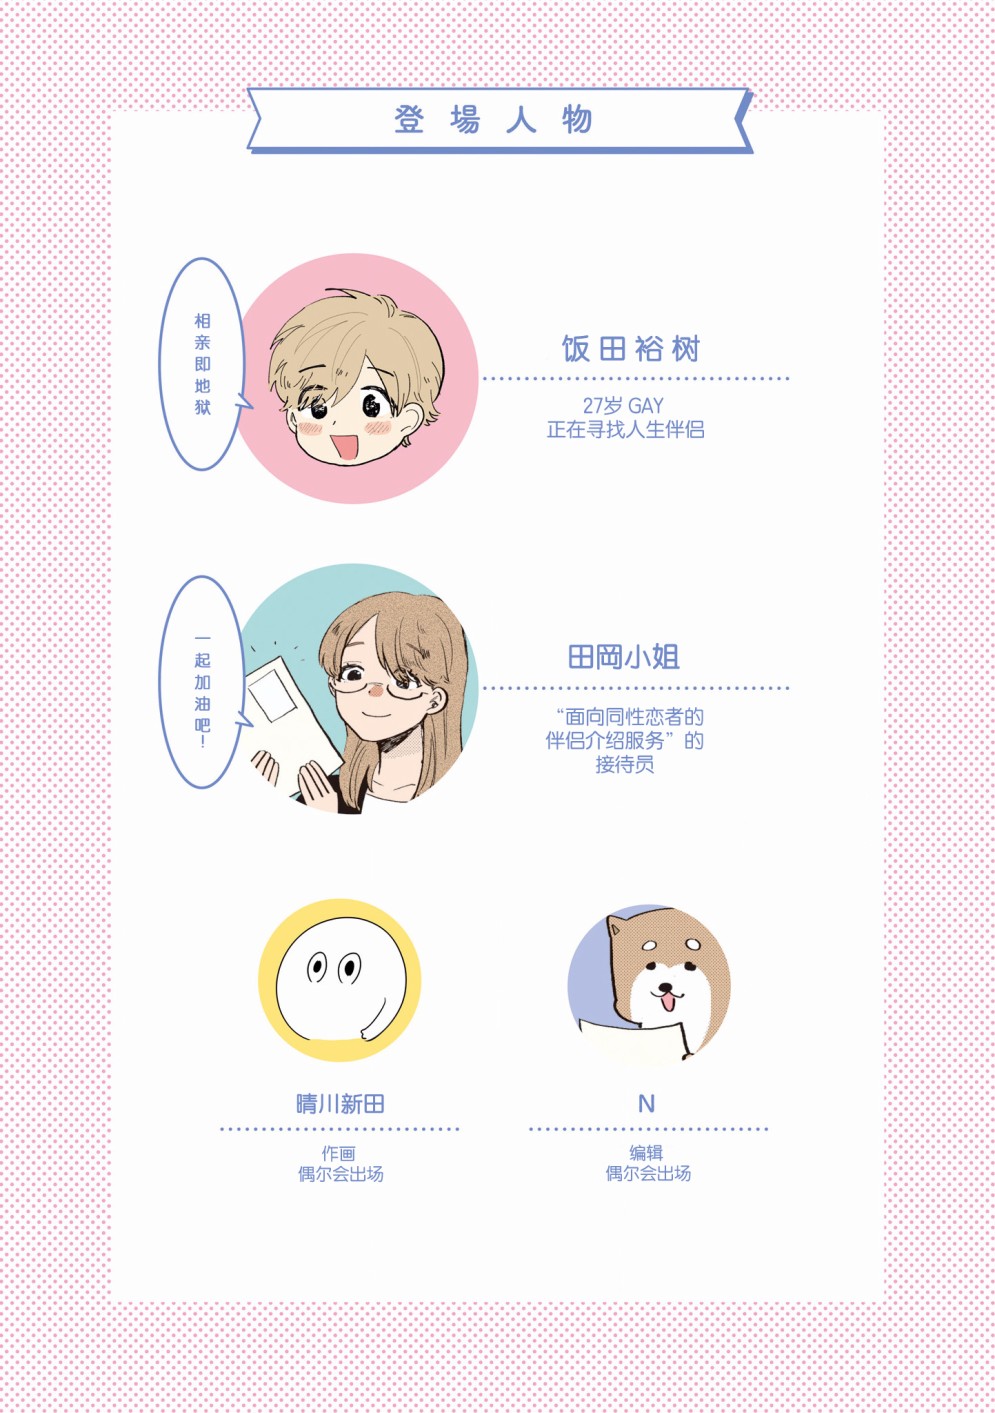 登場人物
相亲即地狱
饭田裕树
27岁 GAY
正在寻找人生伴侣
一起加油吧！
田岡小姐
“面向同性恋者的
伴侣介绍服务”的
接待员
晴川新田
作画
偶尔会出场
N
编辑
偶尔会出场